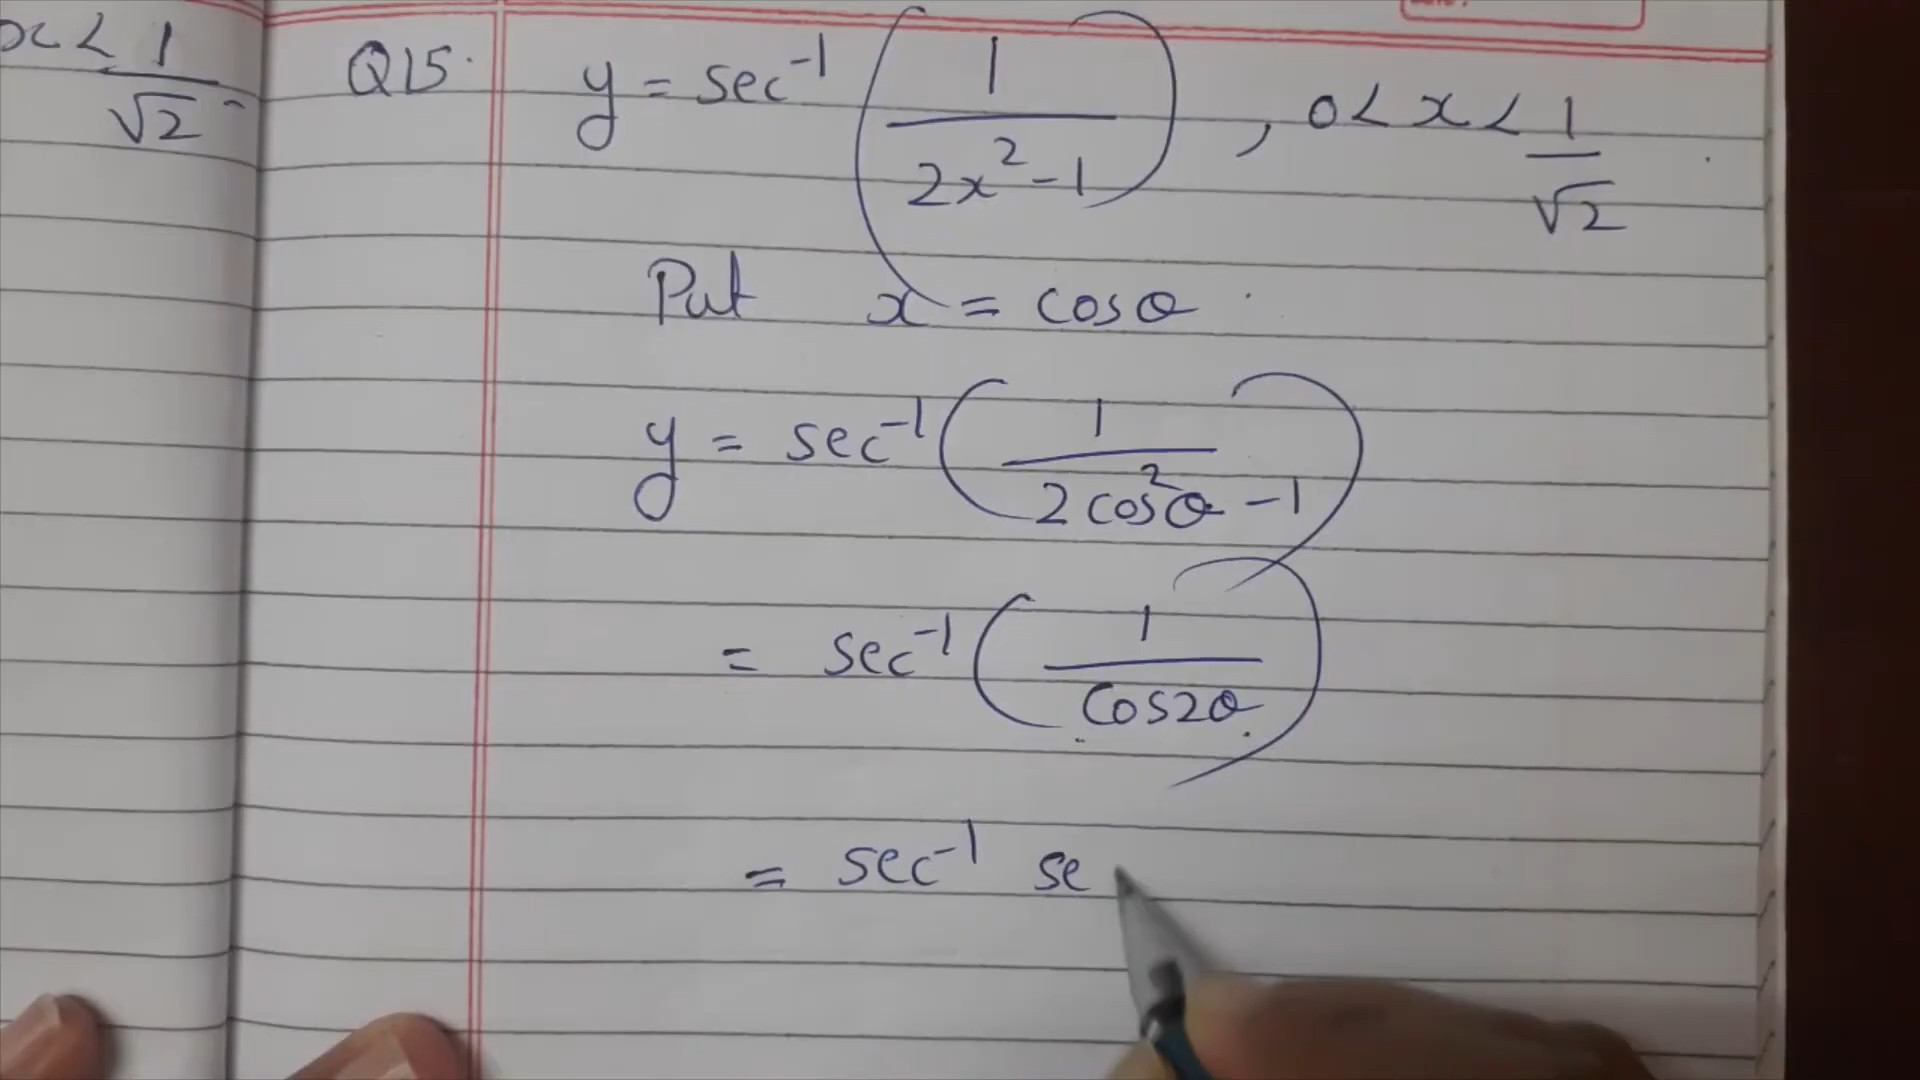 x < 1/√2
Q15. y = sec⁻¹ (1/(2x² - 1)), 0 < x < 1/√2
Put x = cosθ
y = sec⁻¹ (1/(2cos²θ - 1))
= sec⁻¹ (1/cos2θ)
= sec⁻¹ se